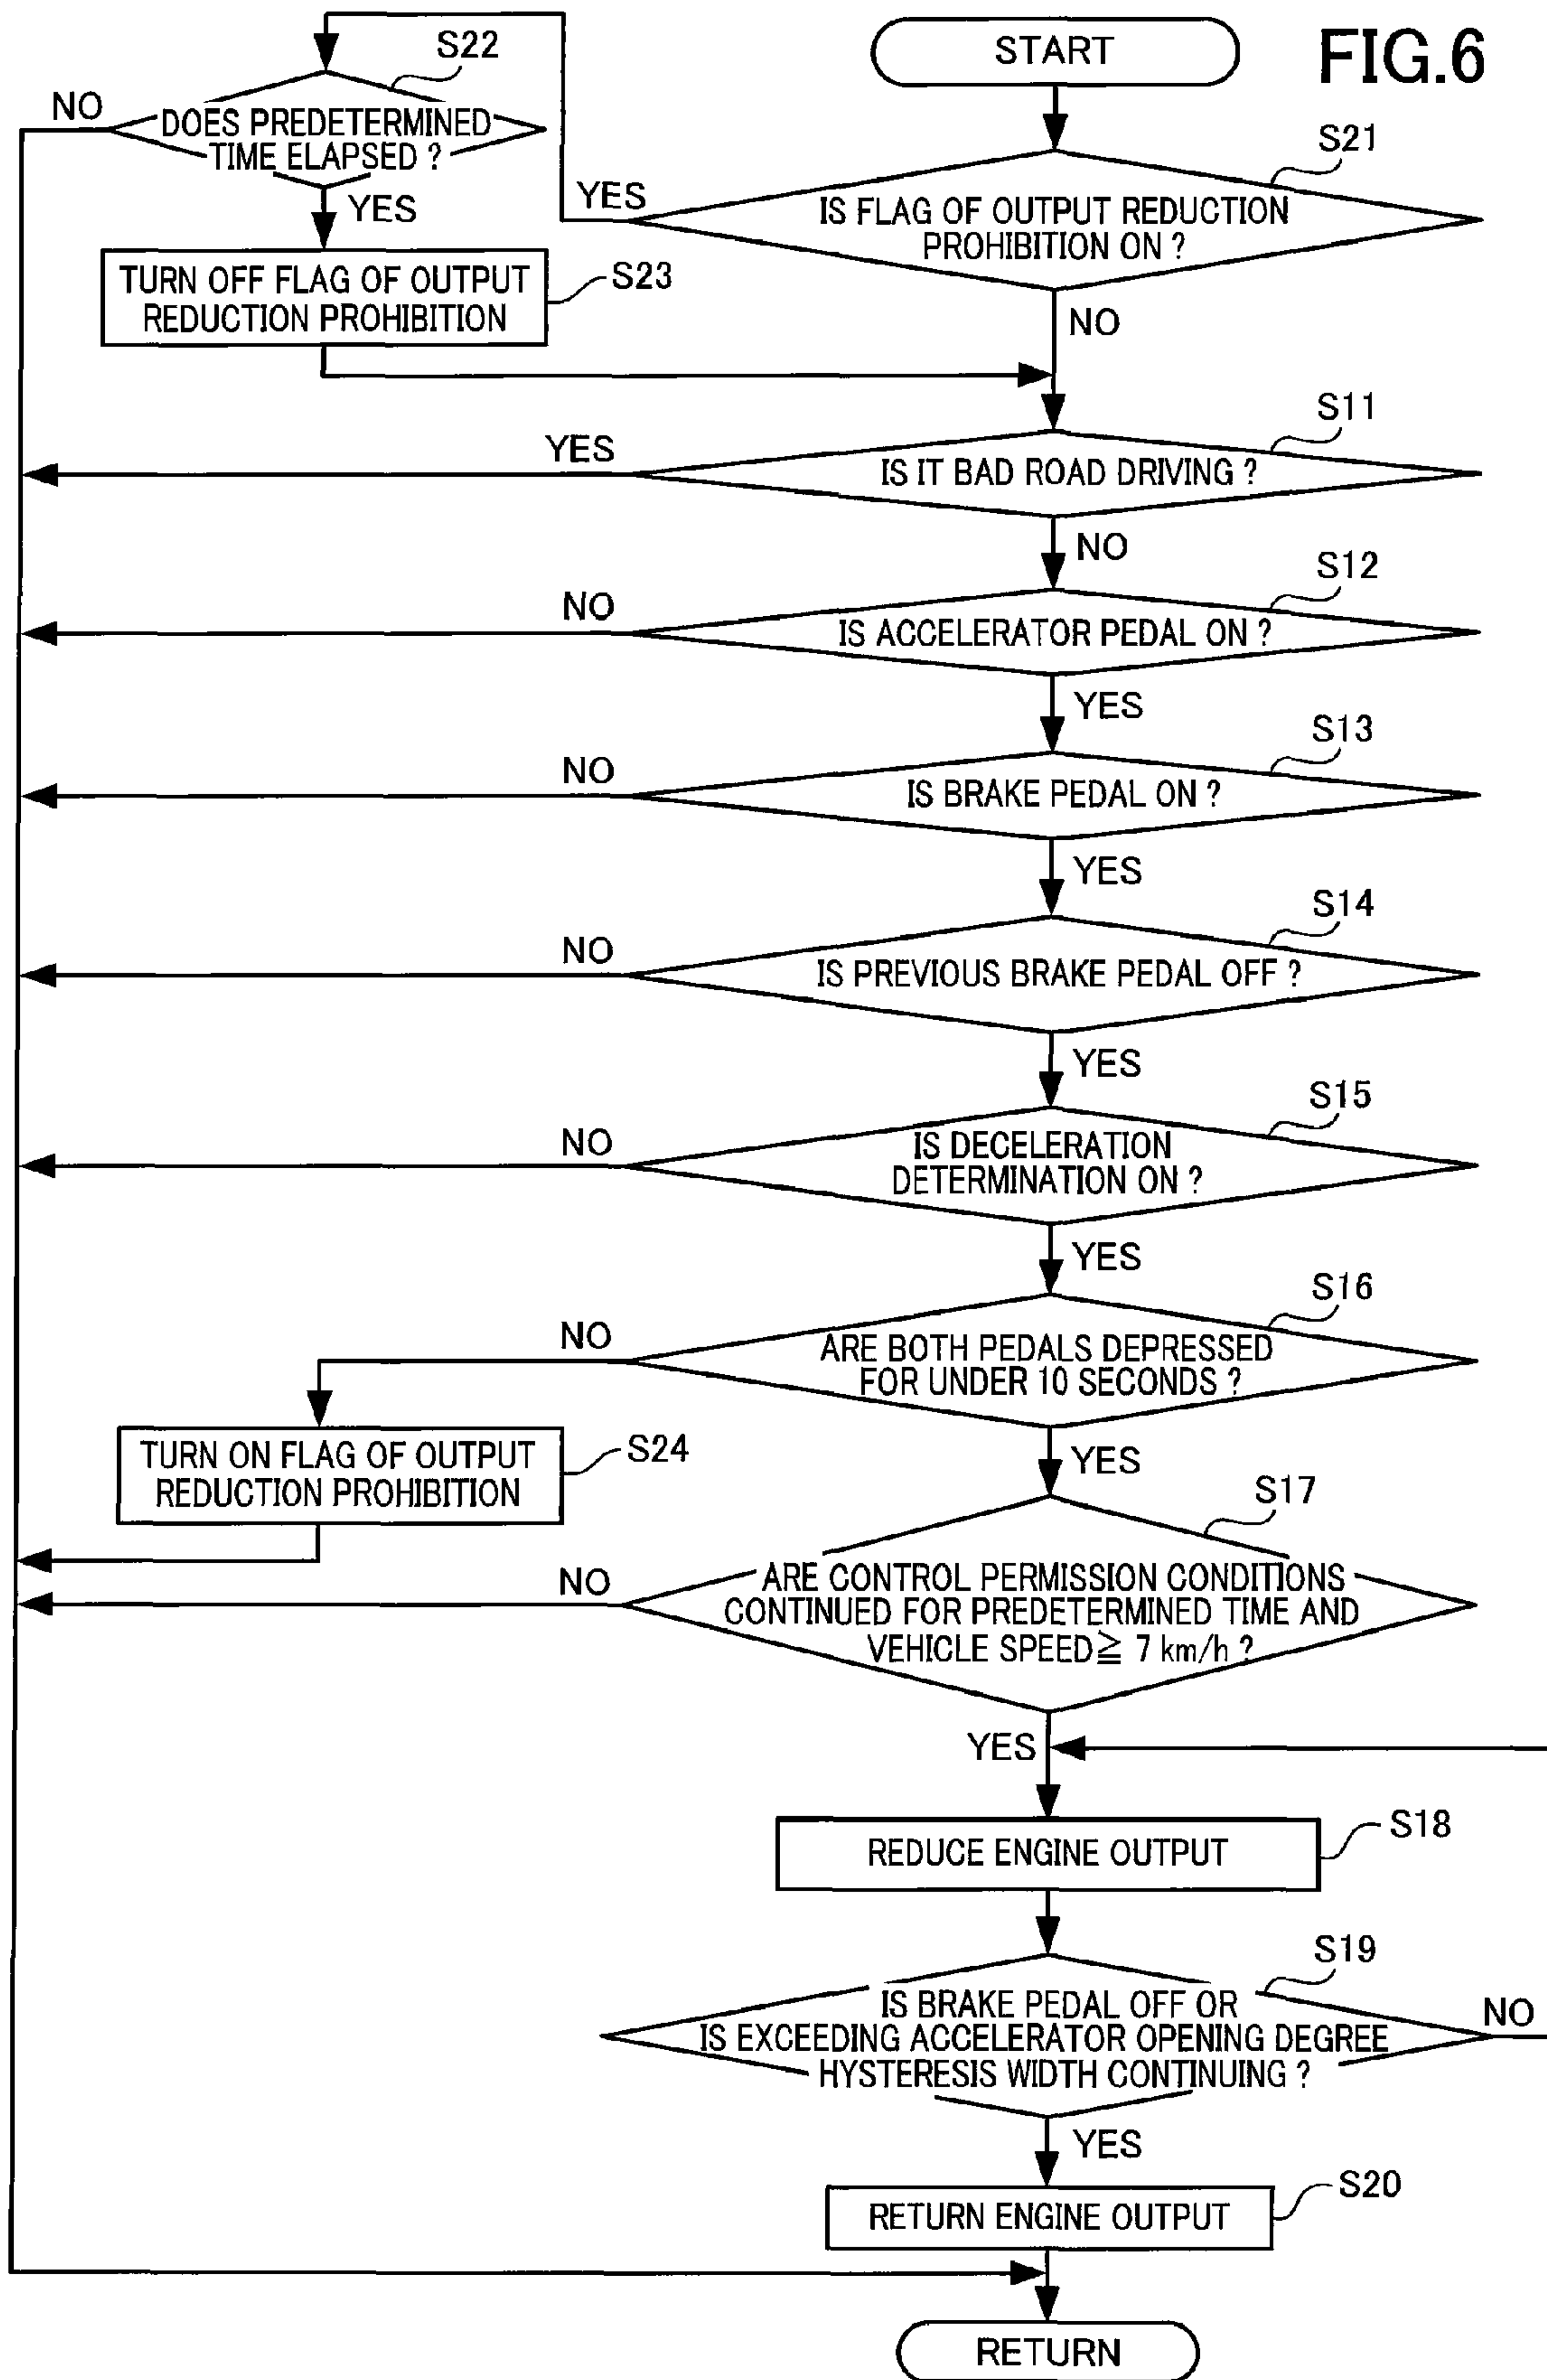 FIG.6
START
S22
NO
DOES PREDETERMINED
TIME ELAPSED ?
YES
S21
YES
IS FLAG OF OUTPUT REDUCTION
PROHIBITION ON ?
NO
TURN OFF FLAG OF OUTPUT
REDUCTION PROHIBITION
S23
S11
YES
IS IT BAD ROAD DRIVING ?
NO
S12
NO
IS ACCELERATOR PEDAL ON ?
YES
S13
NO
IS BRAKE PEDAL ON ?
YES
S14
NO
IS PREVIOUS BRAKE PEDAL OFF ?
YES
S15
NO
IS DECELERATION
DETERMINATION ON ?
YES
S16
NO
ARE BOTH PEDALS DEPRESSED
FOR UNDER 10 SECONDS ?
YES
TURN ON FLAG OF OUTPUT
REDUCTION PROHIBITION
S24
S17
NO
ARE CONTROL PERMISSION CONDITIONS
CONTINUED FOR PREDETERMINED TIME AND
VEHICLE SPEED≧ 7 km/h ?
YES
REDUCE ENGINE OUTPUT
S18
S19
IS BRAKE PEDAL OFF OR
IS EXCEEDING ACCELERATOR OPENING DEGREE
HYSTERESIS WIDTH CONTINUING ?
NO
YES
RETURN ENGINE OUTPUT
S20
RETURN